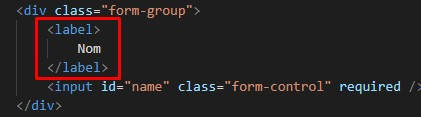 <div class="form-group">
<label>
Nom
</label>
<input id="name" class="form-control" required />
</div>